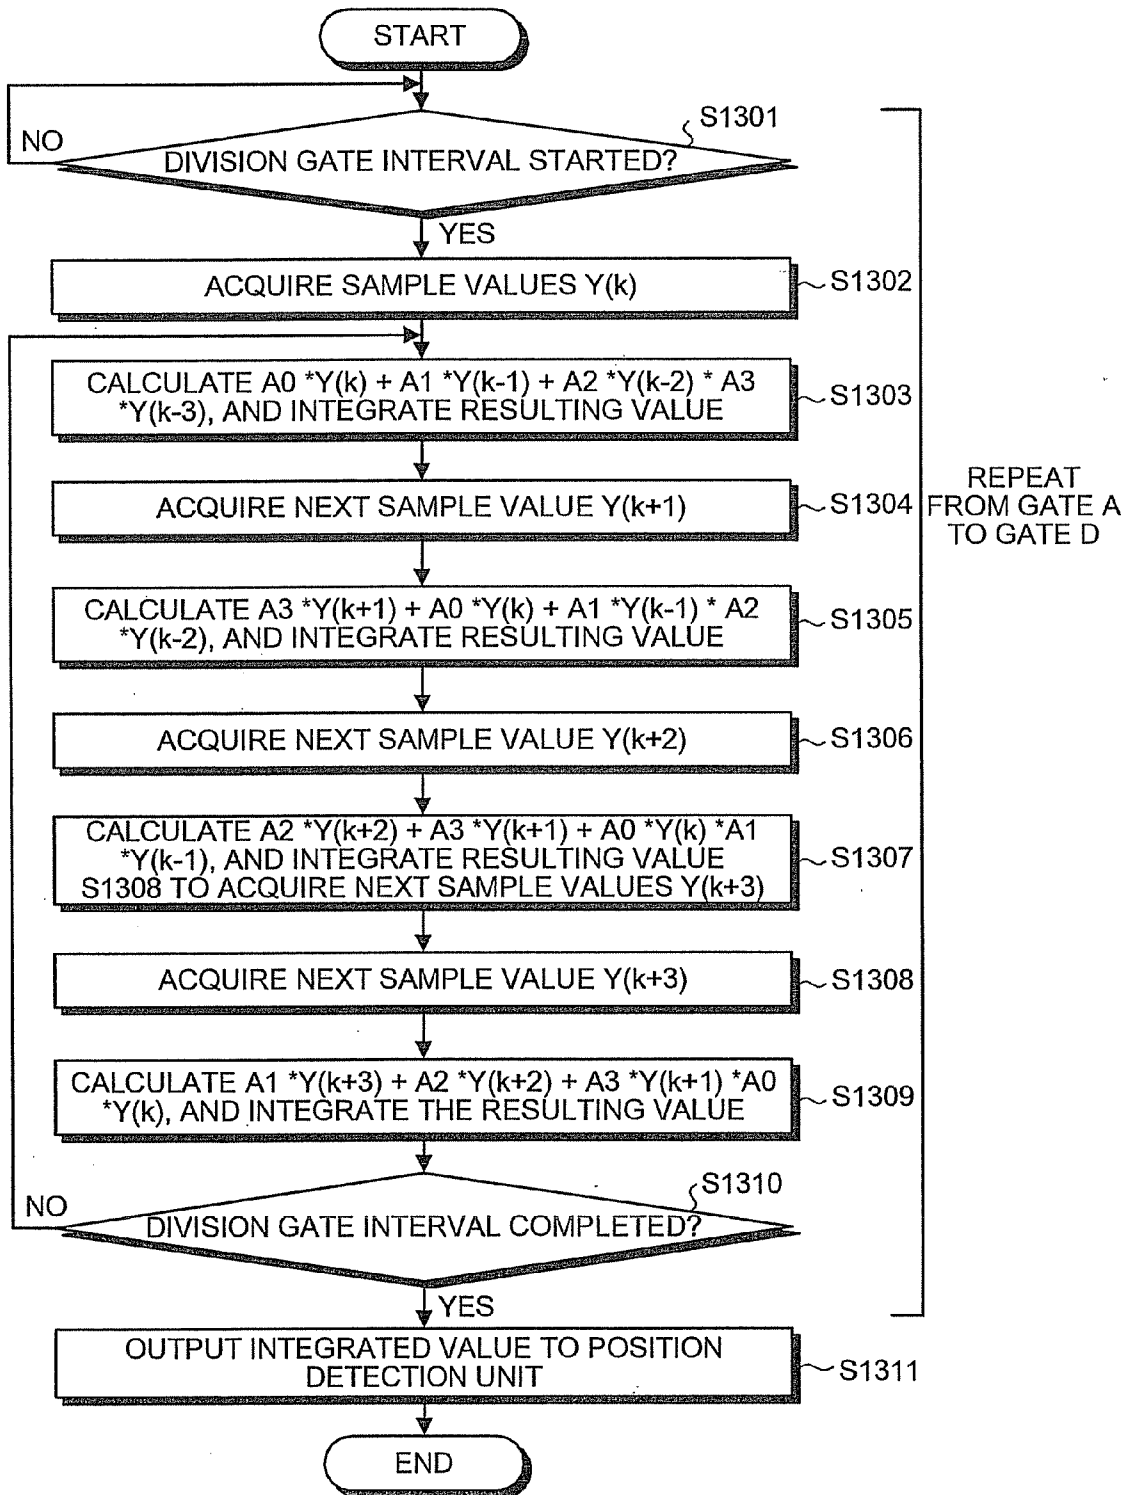 START
S1301
NO
DIVISION GATE INTERVAL STARTED?
YES
ACQUIRE SAMPLE VALUES Y(k)
S1302
CALCULATE A0 *Y(k) + A1 *Y(k-1) + A2 *Y(k-2) * A3
*Y(k-3), AND INTEGRATE RESULTING VALUE
S1303
ACQUIRE NEXT SAMPLE VALUE Y(k+1)
S1304
REPEAT
FROM GATE A
TO GATE D
CALCULATE A3 *Y(k+1) + A0 *Y(k) + A1 *Y(k-1) * A2
*Y(k-2), AND INTEGRATE RESULTING VALUE
S1305
ACQUIRE NEXT SAMPLE VALUE Y(k+2)
S1306
CALCULATE A2 *Y(k+2) + A3 *Y(k+1) + A0 *Y(k) *A1
*Y(k-1), AND INTEGRATE RESULTING VALUE
S1308 TO ACQUIRE NEXT SAMPLE VALUES Y(k+3)
S1307
ACQUIRE NEXT SAMPLE VALUE Y(k+3)
S1308
CALCULATE A1 *Y(k+3) + A2 *Y(k+2) + A3 *Y(k+1) *A0
*Y(k), AND INTEGRATE THE RESULTING VALUE
S1309
S1310
NO
DIVISION GATE INTERVAL COMPLETED?
YES
OUTPUT INTEGRATED VALUE TO POSITION
DETECTION UNIT
S1311
END